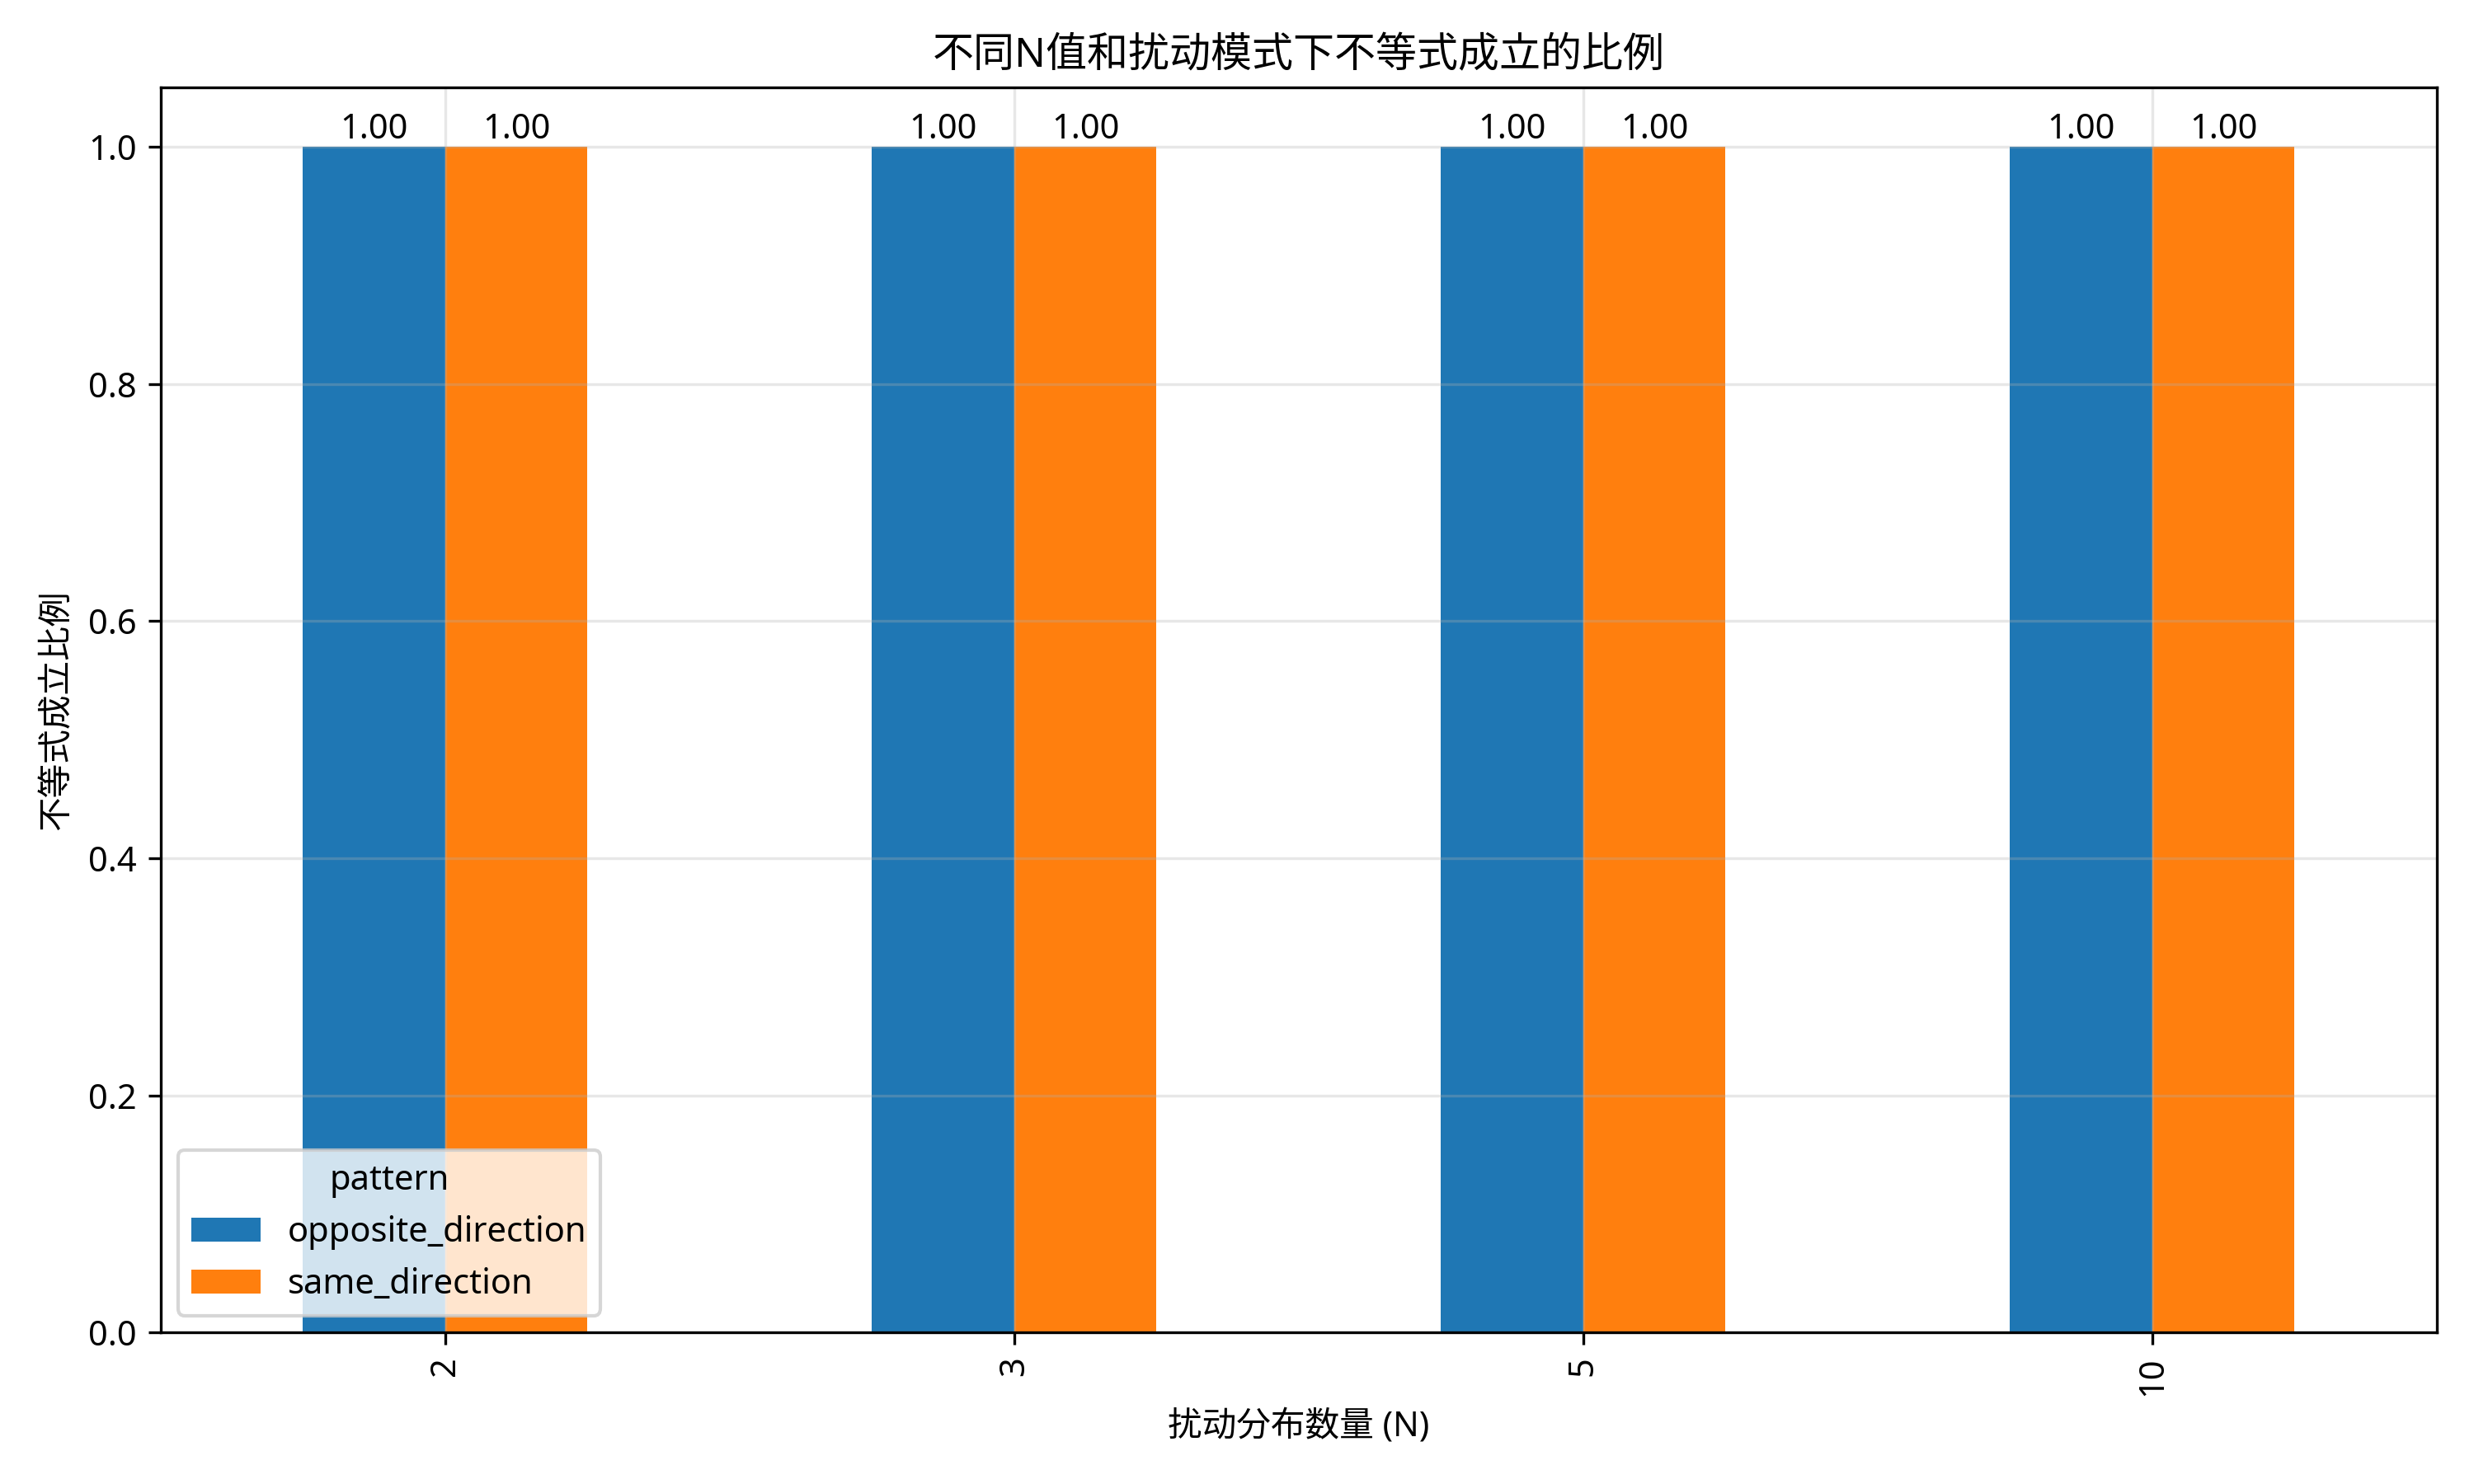 不同N值和扰动模式下不等式成立的比例
1.00 1.00 1.00 1.00 1.00 1.00 1.00 1.00
1.0
0.8
0.6
0.4
0.2
0.0
不等式成立比例
pattern
opposite_direction
same_direction
2 3 5 10
扰动分布数量 (N)